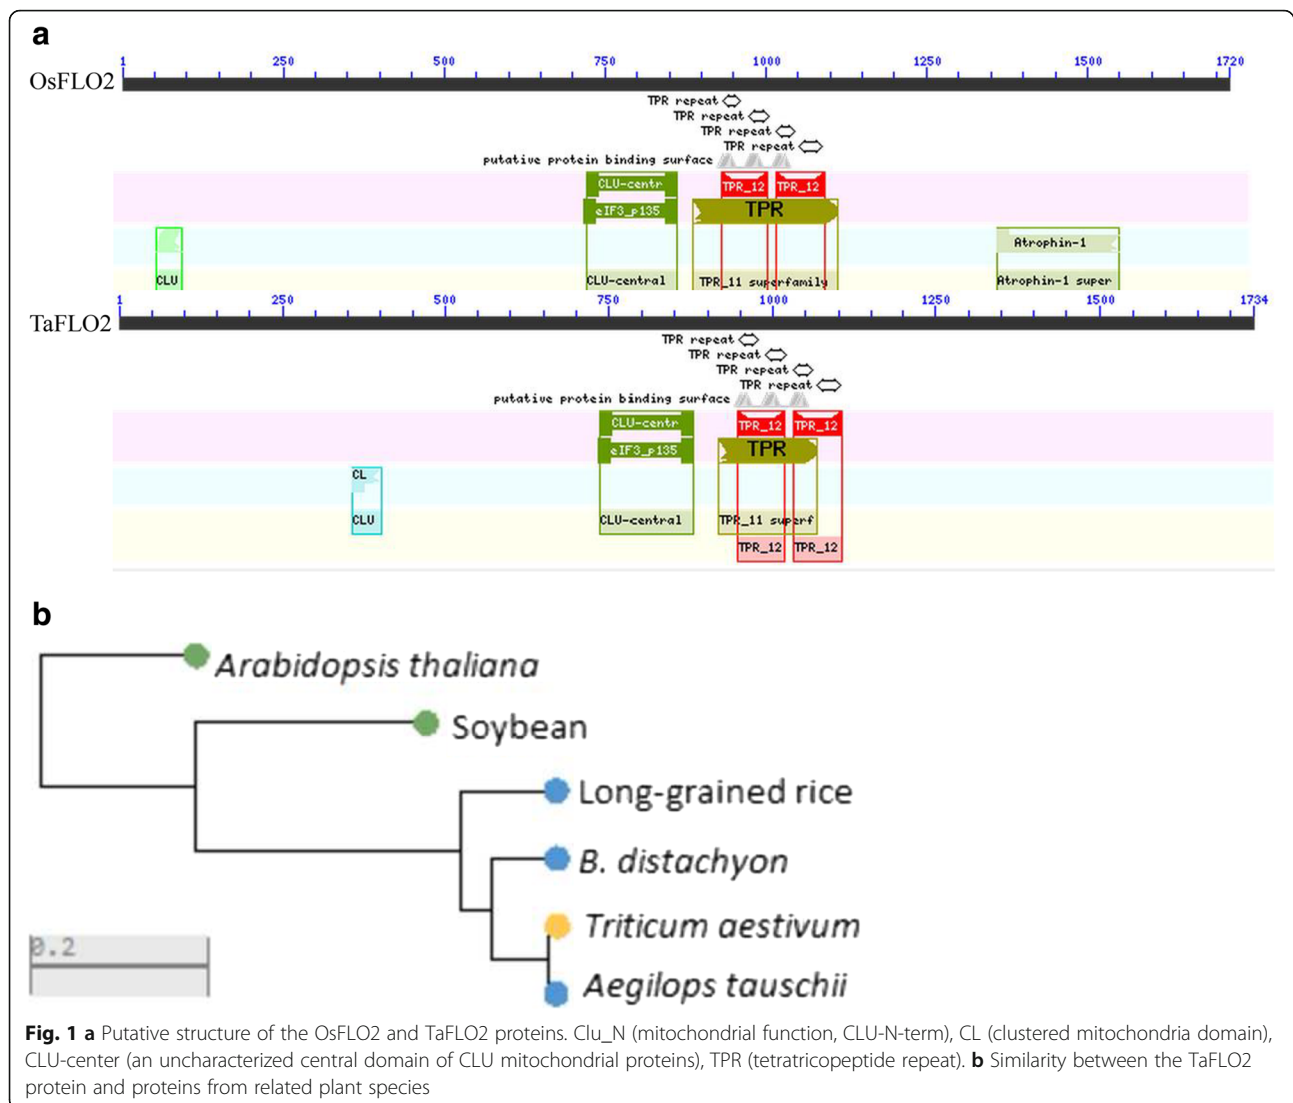 a
1 250 500 750 1000 1250 1500 1720
OsFLO2
TPR repeat
TPR repeat
TPR repeat
TPR repeat
putative protein binding surface
CLU-centr TPR_12 TPR_12
eIF3_p135 TPR
Atrophin-1
CLU CLU-central TPR_11 superfamily Atrophin-1 super
1 250 500 750 1000 1250 1500 1734
TaFLO2
TPR repeat
TPR repeat
TPR repeat
TPR repeat
putative protein binding surface
CLU-centr TPR_12 TPR_12
eIF3_p135 TPR
CL
CLU CLU-central TPR_11 superf
TPR_12 TPR_12
b
Arabidopsis thaliana
Soybean
Long-grained rice
B. distachyon
Triticum aestivum
0.2
Aegilops tauschii
Fig. 1 a Putative structure of the OsFLO2 and TaFLO2 proteins. Clu_N (mitochondrial function, CLU-N-term), CL (clustered mitochondria domain),
CLU-center (an uncharacterized central domain of CLU mitochondrial proteins), TPR (tetratricopeptide repeat). b Similarity between the TaFLO2
protein and proteins from related plant species